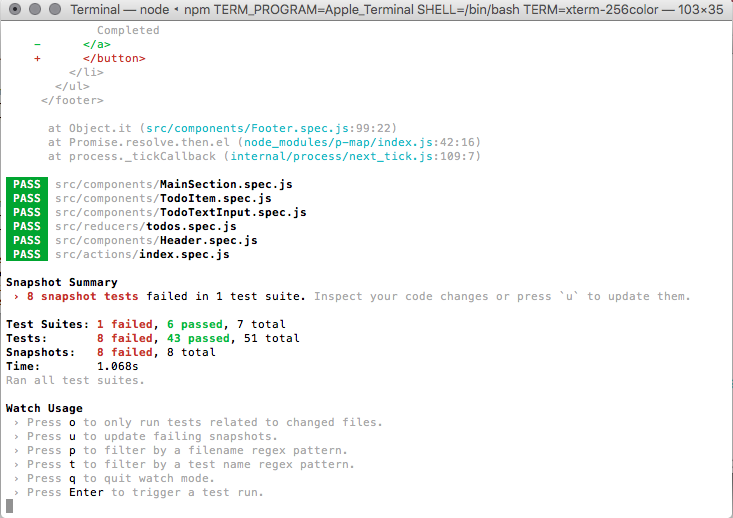 Terminal — node ◂ npm TERM_PROGRAM=Apple_Terminal SHELL=/bin/bash TERM=xterm-256color — 103×35
Completed
- </a>
+ </button>
</li>
</ul>
</footer>
at Object.it (src/components/Footer.spec.js:99:22)
at Promise.resolve.then.el (node_modules/p-map/index.js:42:16)
at process._tickCallback (internal/process/next_tick.js:109:7)
PASS src/components/MainSection.spec.js
PASS src/components/TodoItem.spec.js
PASS src/components/TodoTextInput.spec.js
PASS src/reducers/todos.spec.js
PASS src/components/Header.spec.js
PASS src/actions/index.spec.js
Snapshot Summary
› 8 snapshot tests failed in 1 test suite. Inspect your code changes or press `u` to update them.
Test Suites: 1 failed, 6 passed, 7 total
Tests: 8 failed, 43 passed, 51 total
Snapshots: 8 failed, 8 total
Time: 1.068s
Ran all test suites.
Watch Usage
› Press o to only run tests related to changed files.
› Press u to update failing snapshots.
› Press p to filter by a filename regex pattern.
› Press t to filter by a test name regex pattern.
› Press q to quit watch mode.
› Press Enter to trigger a test run.